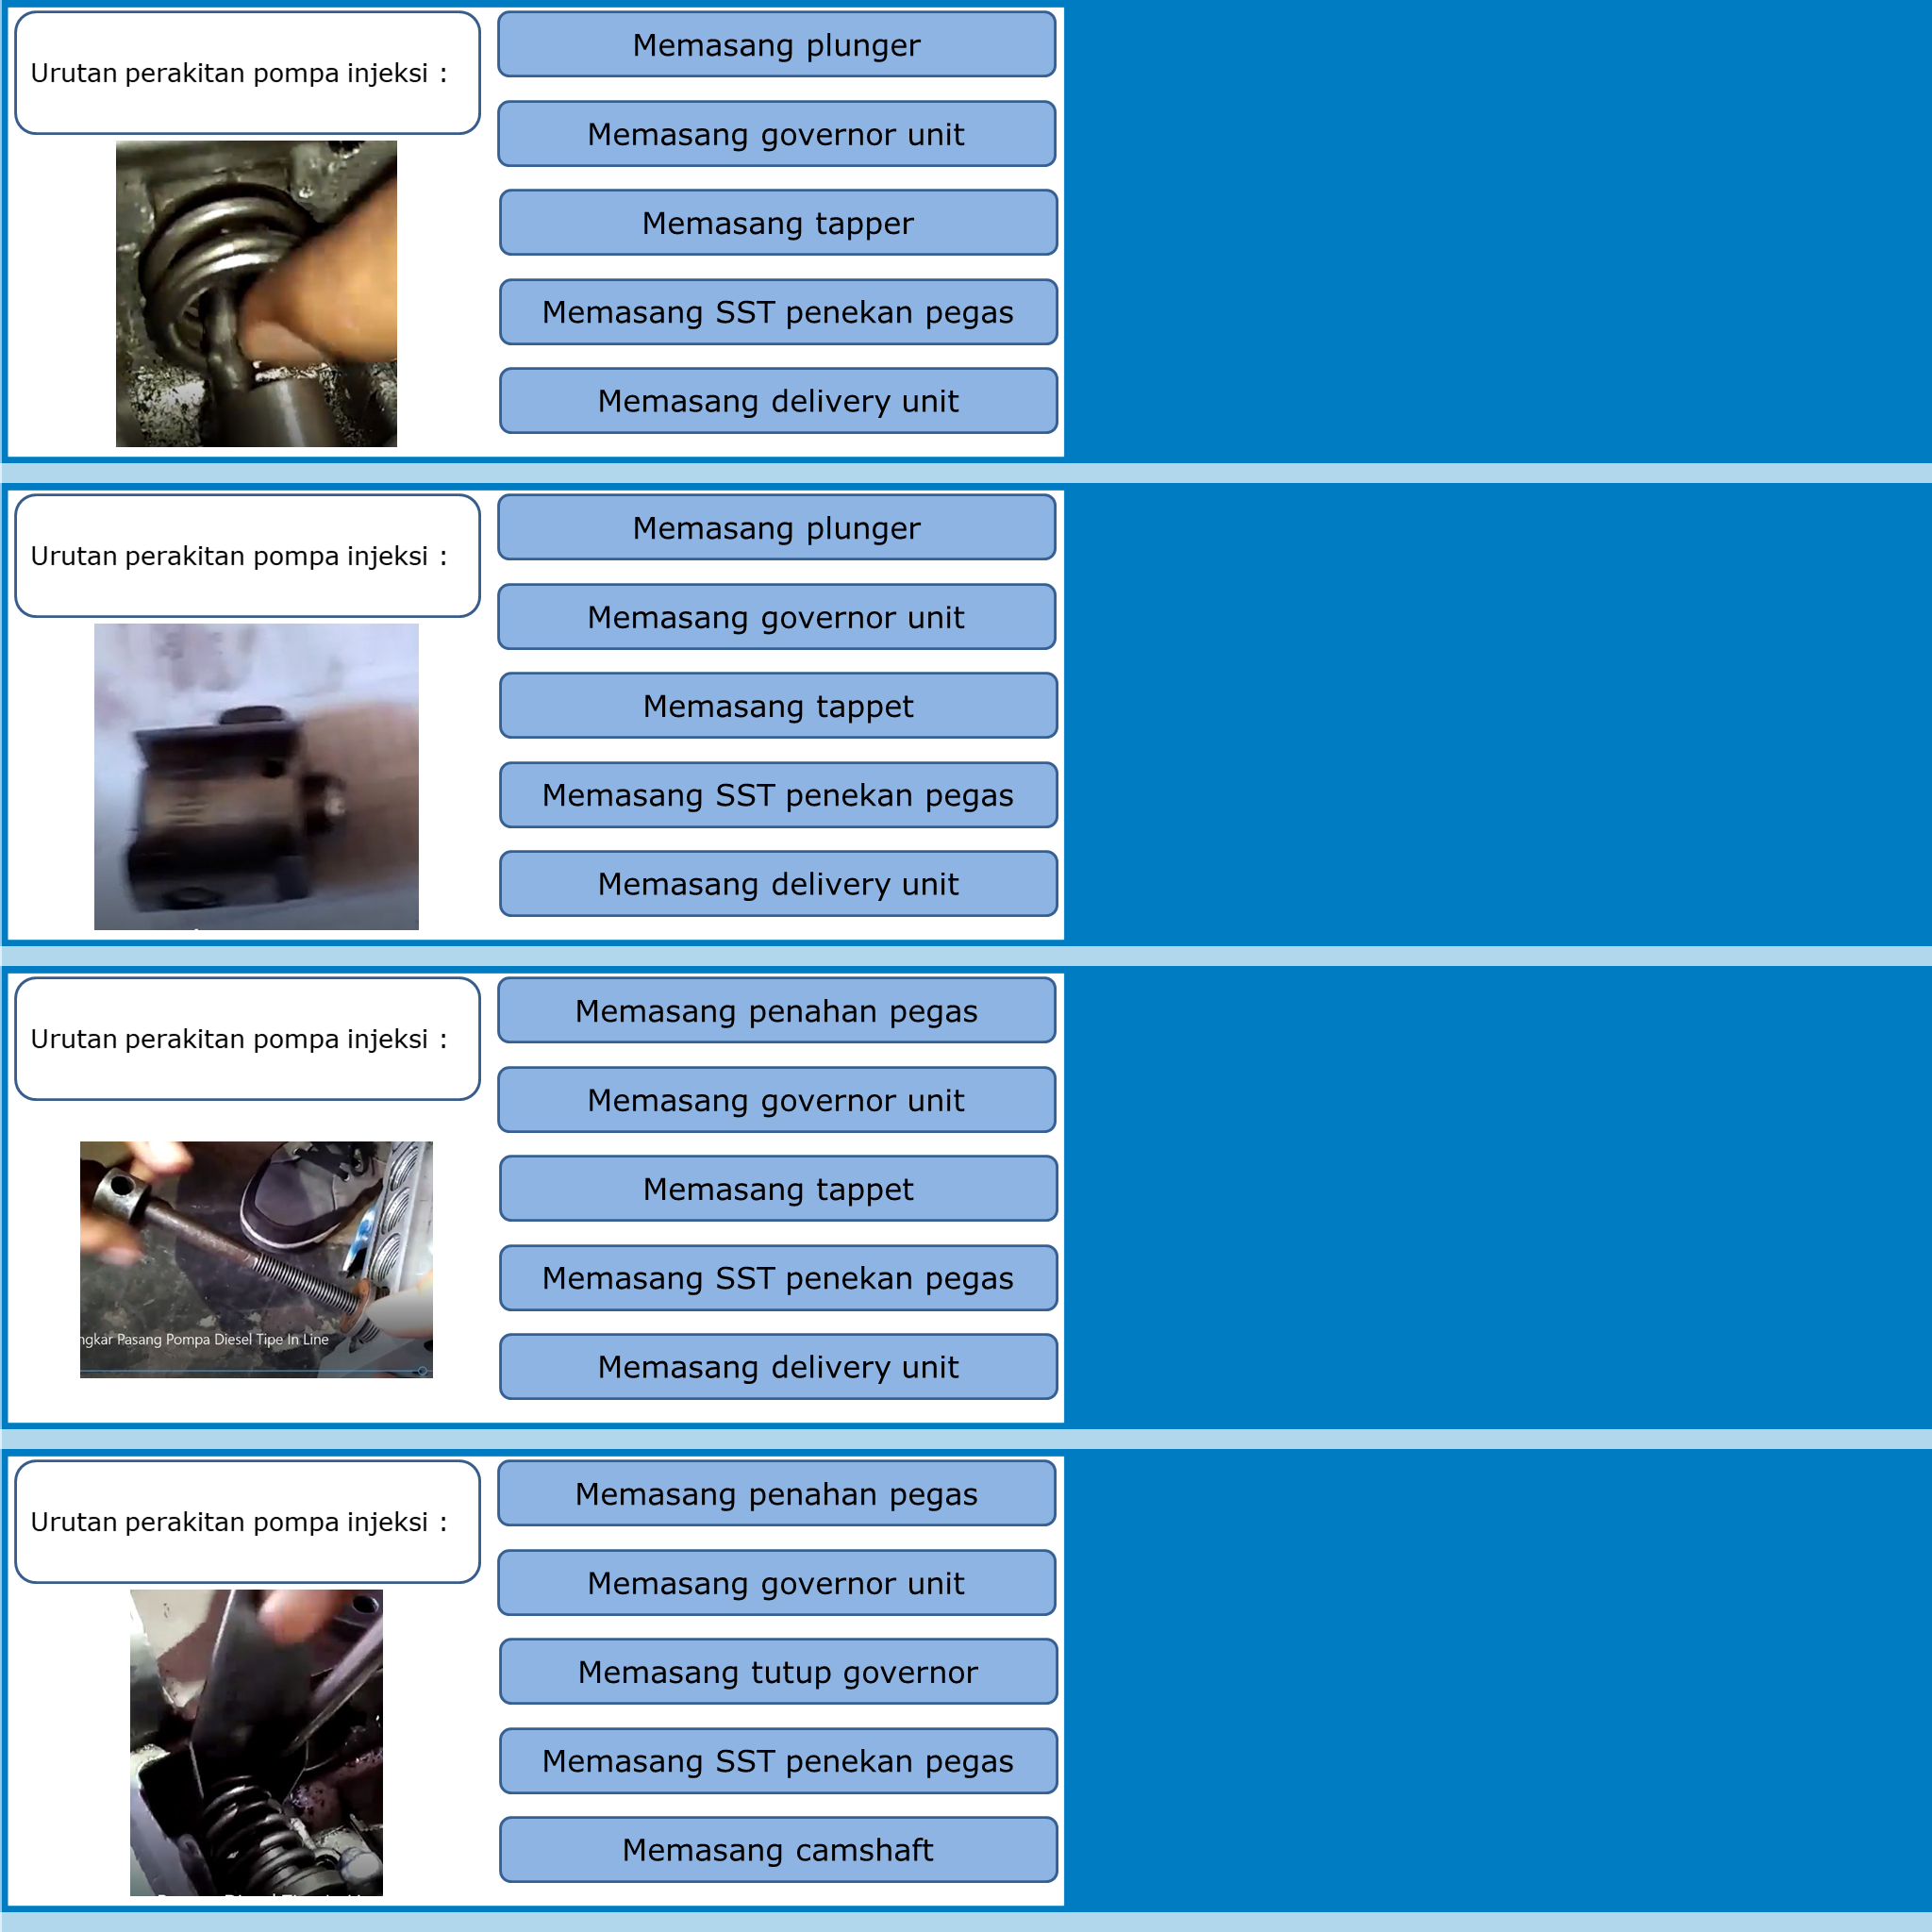 Urutan perakitan pompa injeksi :
Memasang plunger
Memasang governor unit
Memasang tapper
Memasang SST penekan pegas
Memasang delivery unit
Urutan perakitan pompa injeksi :
Memasang plunger
Memasang governor unit
Memasang tappet
Memasang SST penekan pegas
Memasang delivery unit
Urutan perakitan pompa injeksi :
Memasang penahan pegas
Memasang governor unit
Memasang tappet
Memasang SST penekan pegas
Memasang delivery unit
ngkar Pasang Pompa Diesel Tipe In Line
Urutan perakitan pompa injeksi :
Memasang penahan pegas
Memasang governor unit
Memasang tutup governor
Memasang SST penekan pegas
Memasang camshaft